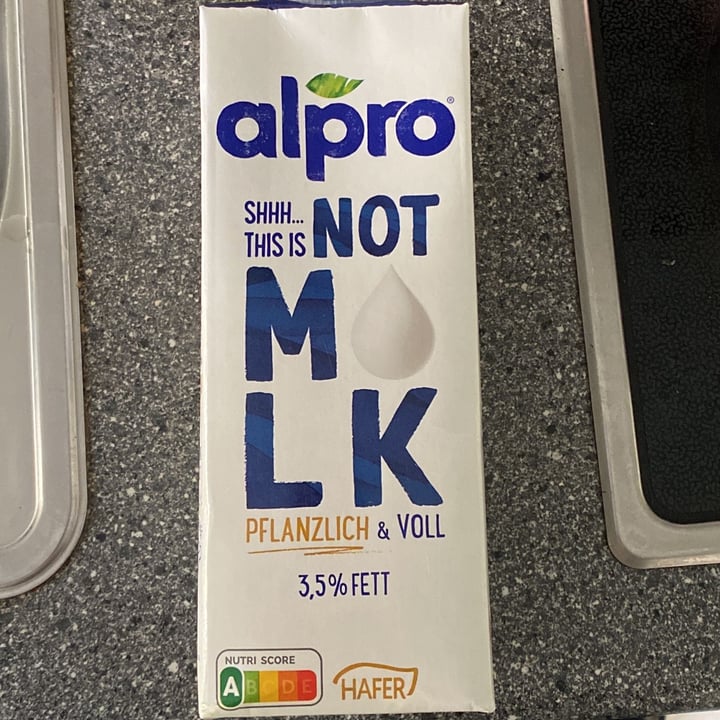 alpro®
SHHH...
THIS IS NOT
M LK
PFLANZLICH & VOLL
3,5% FETT
NUTRI SCORE
A B C D E
HAFER